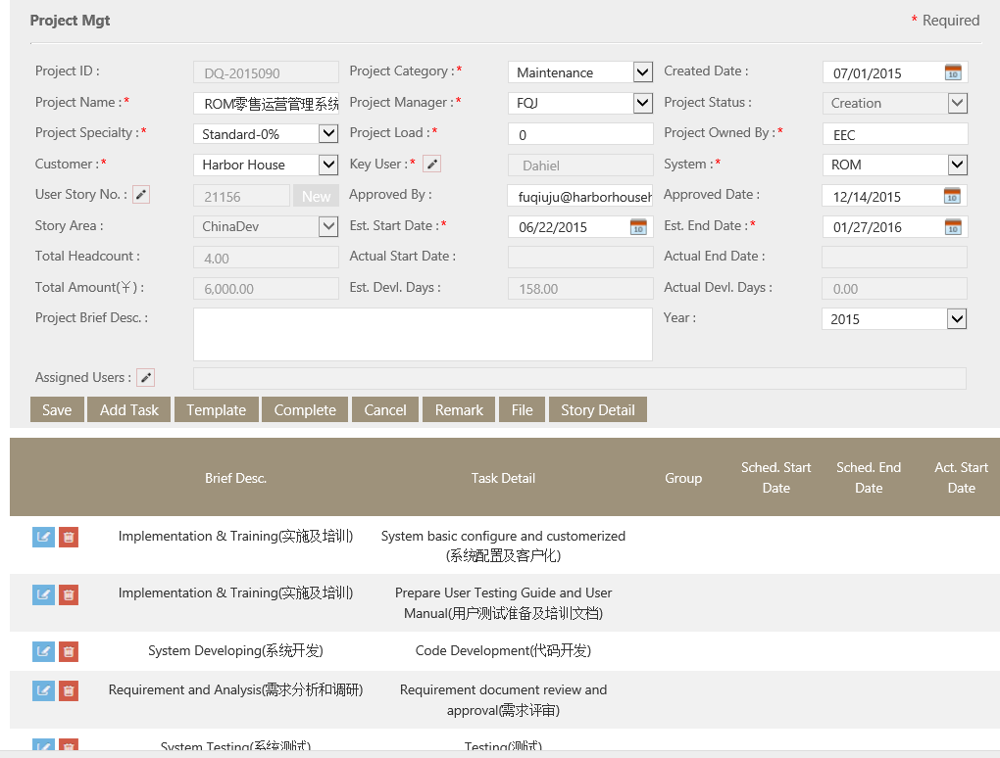 Project Mgt
* Required
Project ID :
DQ-2015090
Project Category :*
Maintenance
Created Date :
07/01/2015
10
Project Name :*
ROM零售运营管理系统
Project Manager :*
FQJ
Project Status :
Creation
Project Specialty :*
Standard-0%
Project Load :*
0
Project Owned By :*
EEC
Customer :*
Harbor House
Key User :*
Dahiel
System :*
ROM
User Story No. :
21156
New
Approved By :
fuqiuju@harborhouseh
Approved Date :
12/14/2015
10
Story Area :
ChinaDev
Est. Start Date :*
06/22/2015
10
Est. End Date :*
01/27/2016
10
Total Headcount :
4.00
Actual Start Date :
Actual End Date :
Total Amount(￥) :
6,000.00
Est. Devl. Days :
158.00
Actual Devl. Days :
0.00
Project Brief Desc. :
Year :
2015
Assigned Users :
Save
Add Task
Template
Complete
Cancel
Remark
File
Story Detail
Brief Desc.
Task Detail
Group
Sched. Start
Date
Sched. End
Date
Act. Start
Date
Implementation & Training(实施及培训)
System basic configure and customerized
(系统配置及客户化)
Implementation & Training(实施及培训)
Prepare User Testing Guide and User
Manual(用户测试准备及培训文档)
System Developing(系统开发)
Code Development(代码开发)
Requirement and Analysis(需求分析和调研)
Requirement document review and
approval(需求评审)
System Testing(系统测试)
Testing(测试)